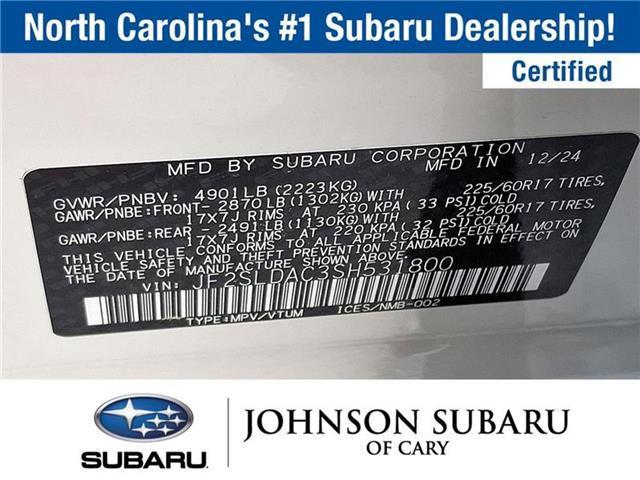 North Carolina's #1 Subaru Dealership!
Certified
MFD BY SUBARU CORPORATION 12/24
GVWR/PNBV: 4901LB (2223KG)
GAWR/PNBE:FRONT-2870LB(1302KG)WITH 225/60R17 TIRES,
17x7J RIMS AT 230 KPA( 33 PSI)COLD
GAWR/PNBE:REAR -2491LB(1130KG)WITH 225/60R17 TIRES,
17x7J RIMS AT 220 KPA( 32 PSI)COLD
THIS VEHICLE CONFORMS TO ALL APPLICABLE FEDERAL MOTOR
VEHICLE SAFETY AND THEFT PREVENTION STANDARDS IN EFFECT ON
THE DATE OF MANUFACTURE SHOWN ABOVE.
VIN: JF2SLDAC3SH531800
TYPE:MPV/VTUM ICES/NMB-002
SUBARU
JOHNSON SUBARU
OF CARY